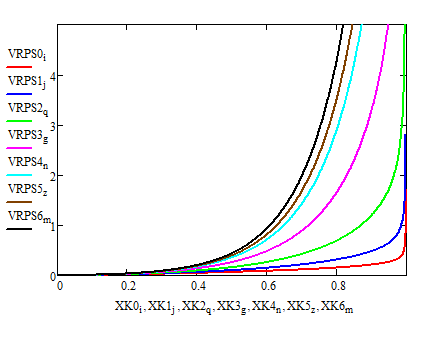 VRPS0i
VRPS1j
VRPS2q
VRPS3g
VRPS4n
VRPS5z
VRPS6m
4
3
2
1
0
0 0.2 0.4 0.6 0.8
XK0i, XK1j, XK2q, XK3g, XK4n, XK5z, XK6m